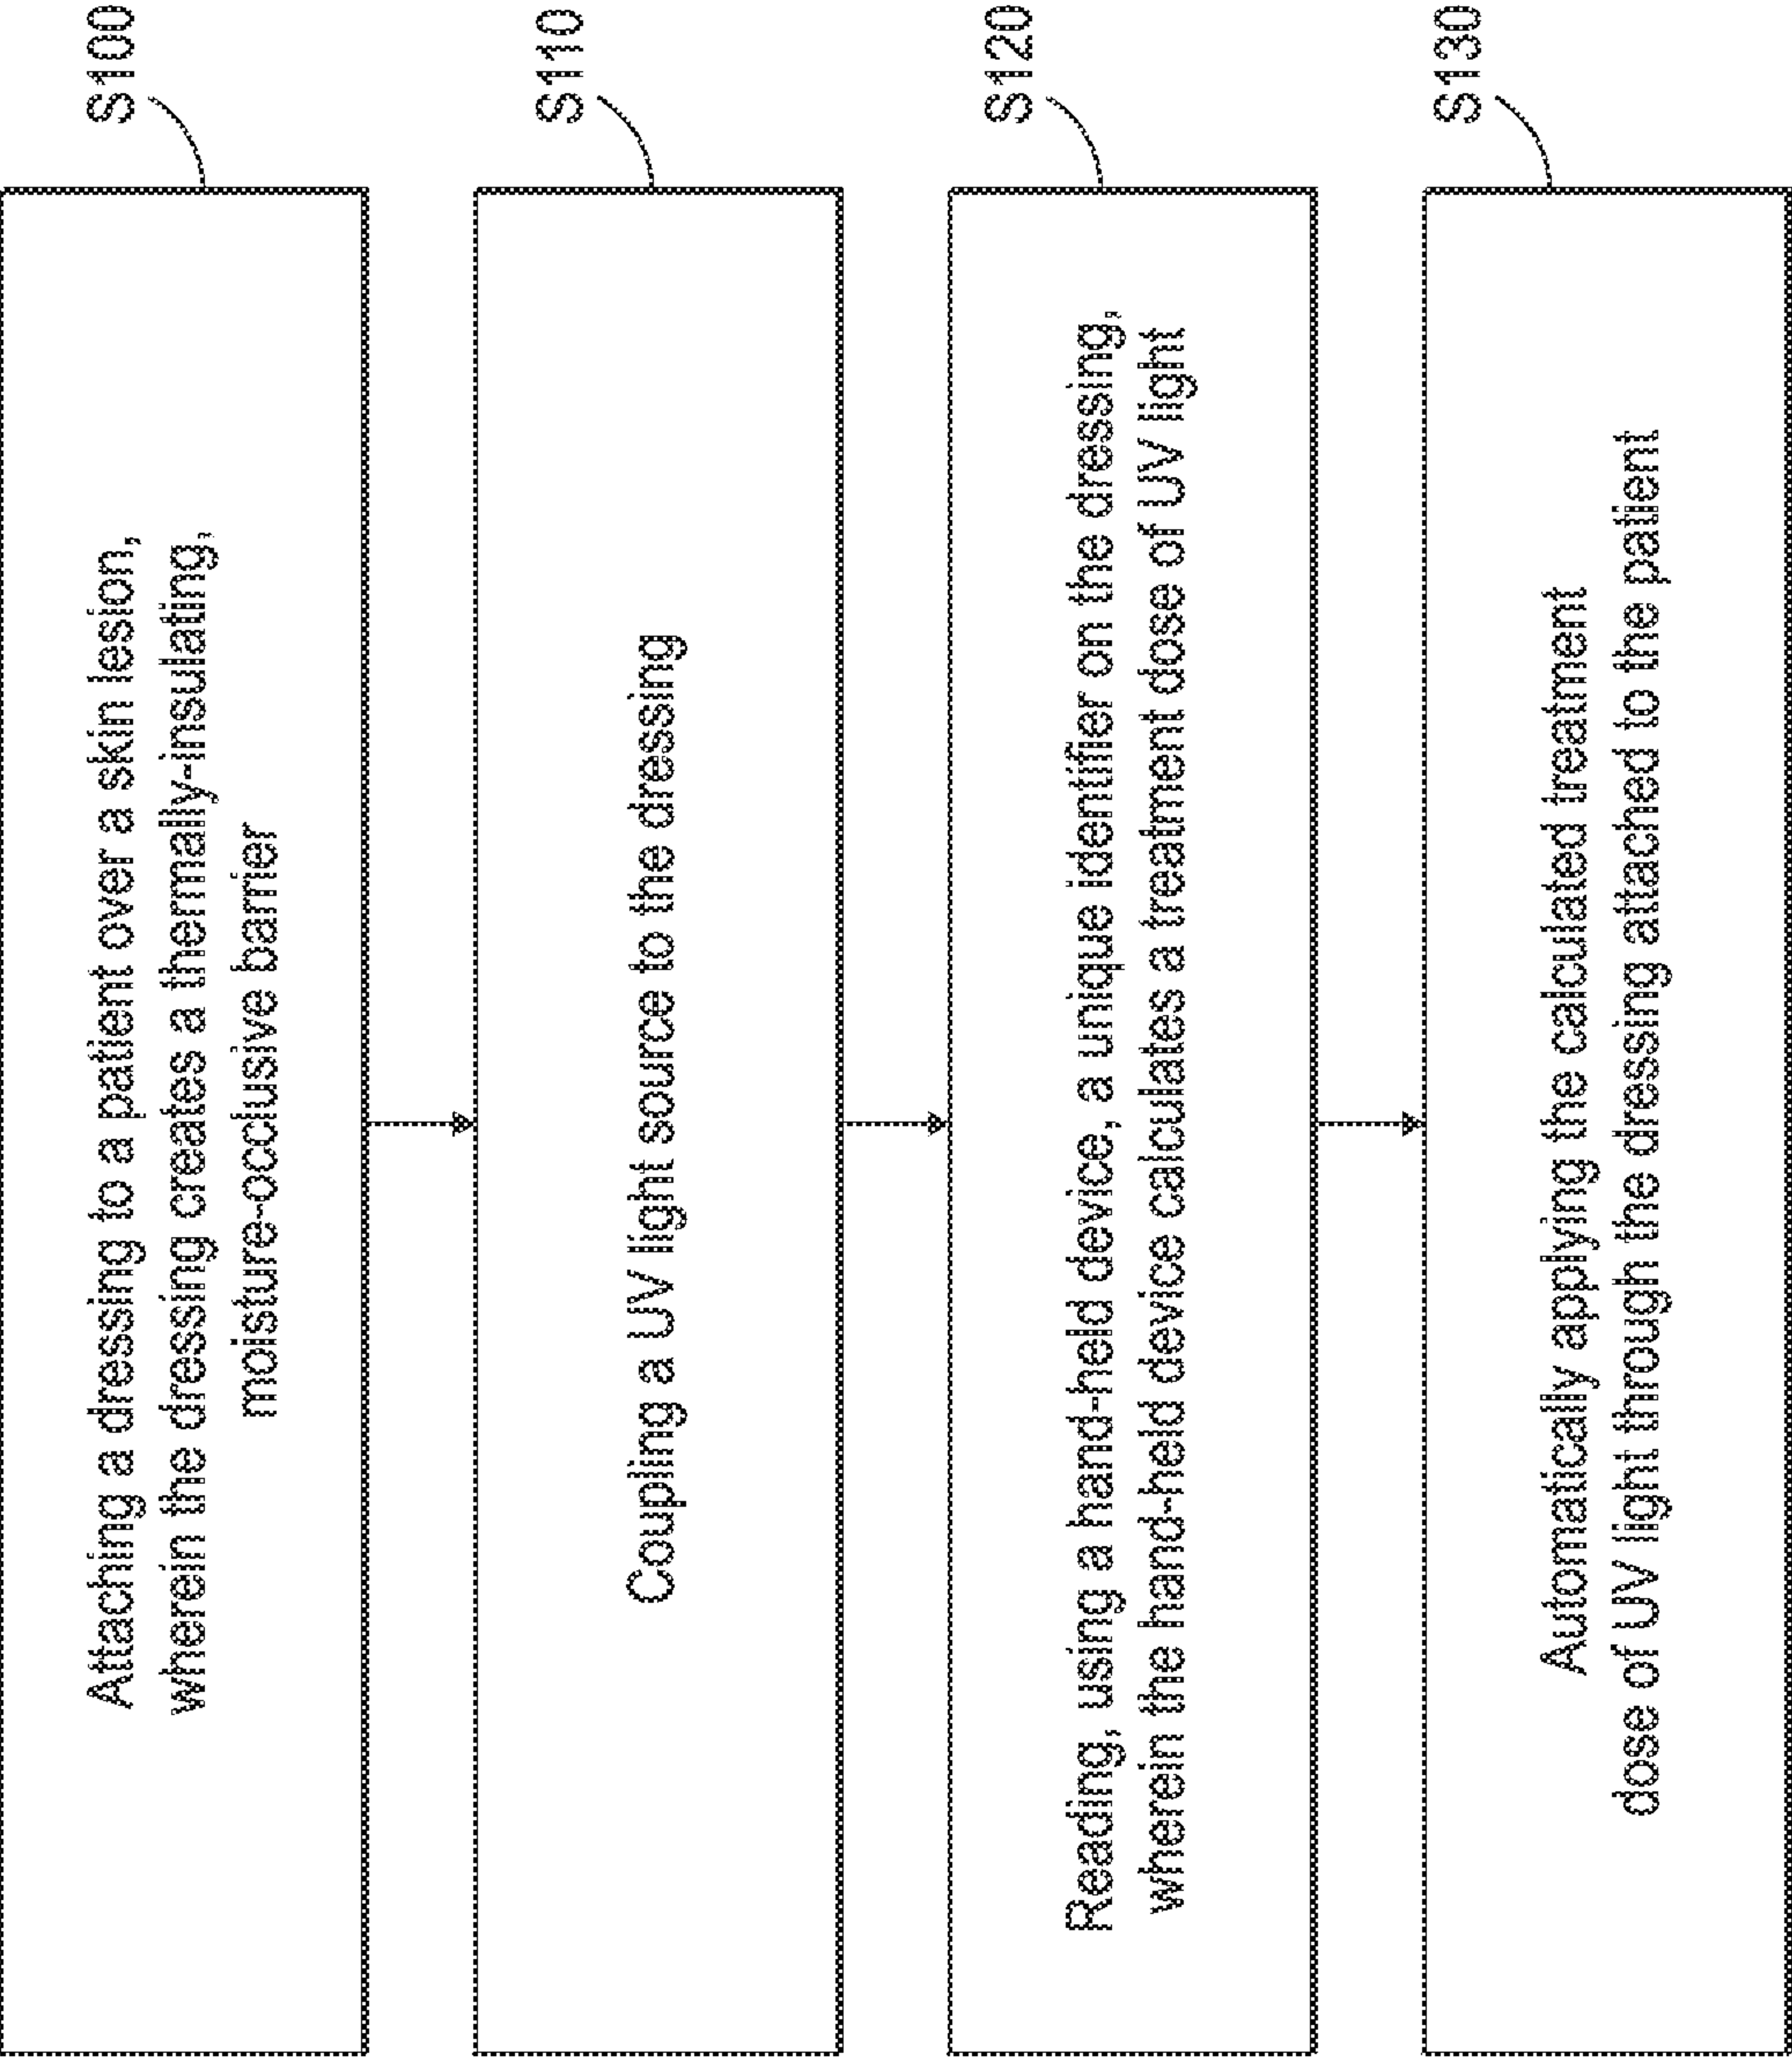 S100
Attaching a dressing to a patient over a skin lesion,
wherein the dressing creates a thermally-insulating,
moisture-occlusive barrier
S110
Coupling a UV light source to the dressing
S120
Reading, using a hand-held device, a unique identifier on the dressing,
wherein the hand-held device calculates a treatment dose of UV light
S130
Automatically applying the calculated treatment
dose of UV light through the dressing attached to the patient